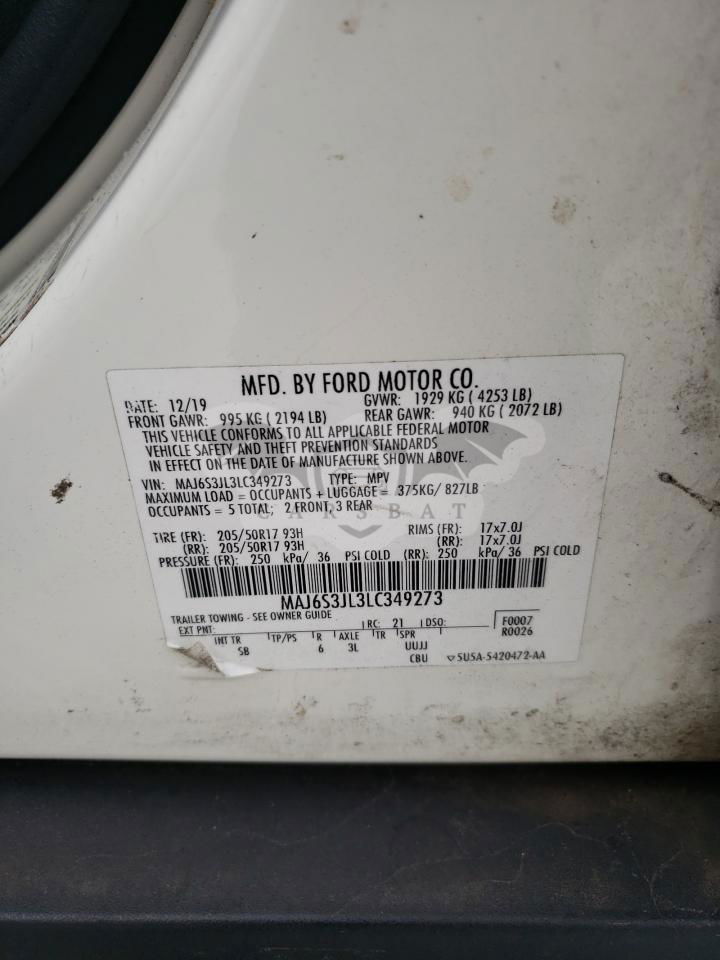 MFD. BY FORD MOTOR CO.
DATE: 12/19 GVWR: 1929 KG ( 4253 LB)
FRONT GAWR: 995 KG ( 2194 LB) REAR GAWR: 940 KG ( 2072 LB)
THIS VEHICLE CONFORMS TO ALL APPLICABLE FEDERAL MOTOR
VEHICLE SAFETY AND THEFT PREVENTION STANDARDS
IN EFFECT ON THE DATE OF MANUFACTURE SHOWN ABOVE.
VIN: MAJ6S3JL3LC349273 TYPE: MPV
MAXIMUM LOAD = OCCUPANTS + LUGGAGE = 375KG/ 827LB
OCCUPANTS = 5 TOTAL; 2 FRONT, 3 REAR
CARSBAT
TIRE (FR): 205/50R17 93H RIMS (FR): 17x7.0J
(RR): 205/50R17 93H (RR): 17x7.0J
PRESSURE (FR): 250 kPa/ 36 PSI COLD (RR): 250 kPa/ 36 PSI COLD
MAJ6S3JL3LC349273
TRAILER TOWING - SEE OWNER GUIDE
EXT PNT: RC: 21 DSO: F0007
R0026
INT TR TP/PS R AXLE TR SPR
SB 6 3L UUJJ
CBU ▽SU5A-5420472-AA